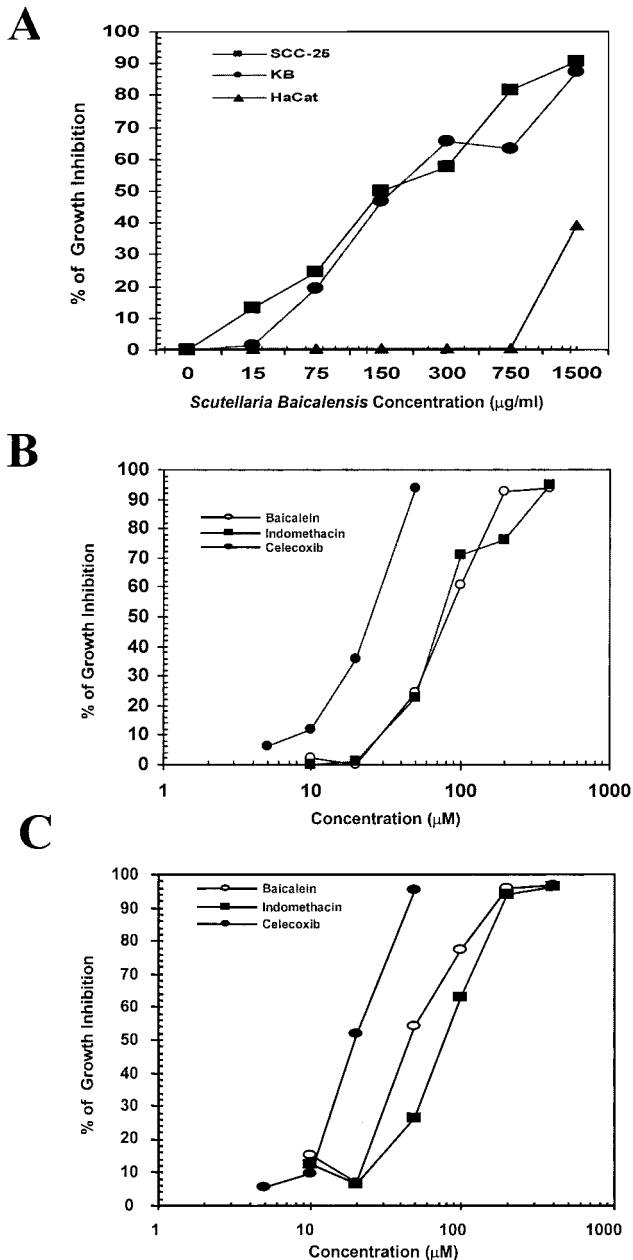 A
SCC-25
KB
HaCat
100
90
80
70
60
50
40
30
20
10
0
% of Growth Inhibition
0 15 75 150 300 750 1500
Scutellaria Baicalensis Concentration (µg/ml)
B
Baicalein
Indomethacin
Celecoxib
100
90
80
70
60
50
40
30
20
10
0
% of Growth Inhibition
1 10 100 1000
Concentration (µM)
C
Baicalein
Indomethacin
Celecoxib
100
90
80
70
60
50
40
30
20
10
0
% of Growth Inhibition
1 10 100 1000
Concentration (µM)